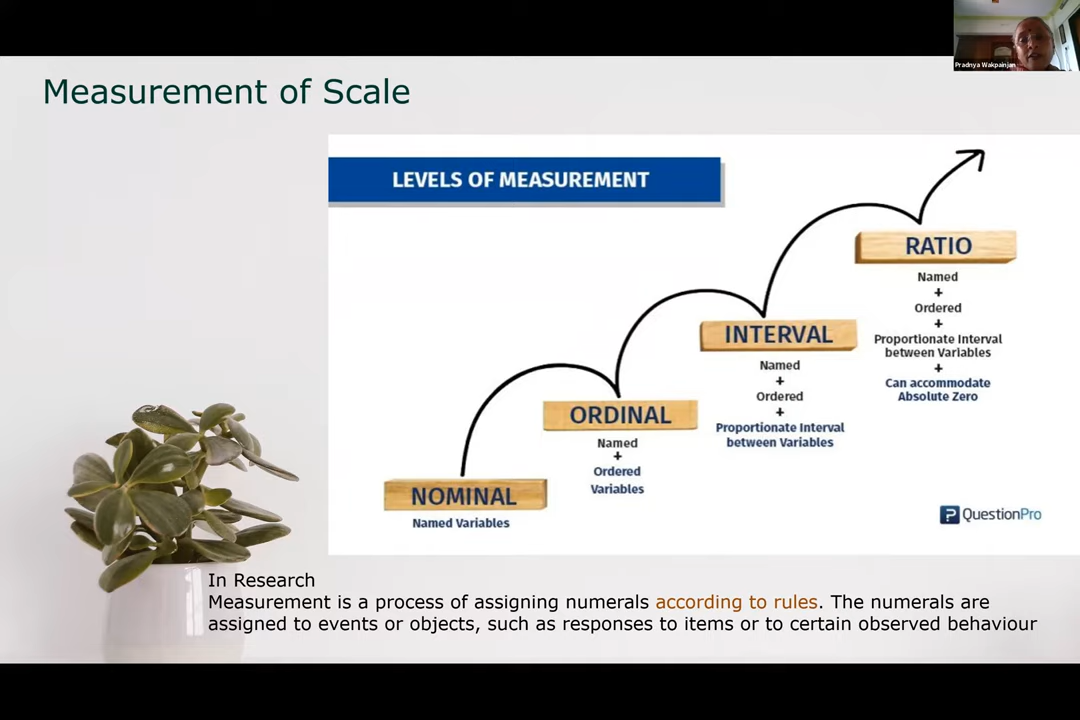 Pradnya Wakpainjan
Measurement of Scale
LEVELS OF MEASUREMENT
RATIO
Named
+
Ordered
+
Proportionate Interval
between Variables
+
Can accommodate
Absolute Zero
INTERVAL
Named
+
Ordered
+
Proportionate Interval
between Variables
ORDINAL
Named
+
Ordered
Variables
NOMINAL
Named Variables
QuestionPro
In Research
Measurement is a process of assigning numerals according to rules. The numerals are
assigned to events or objects, such as responses to items or to certain observed behaviour